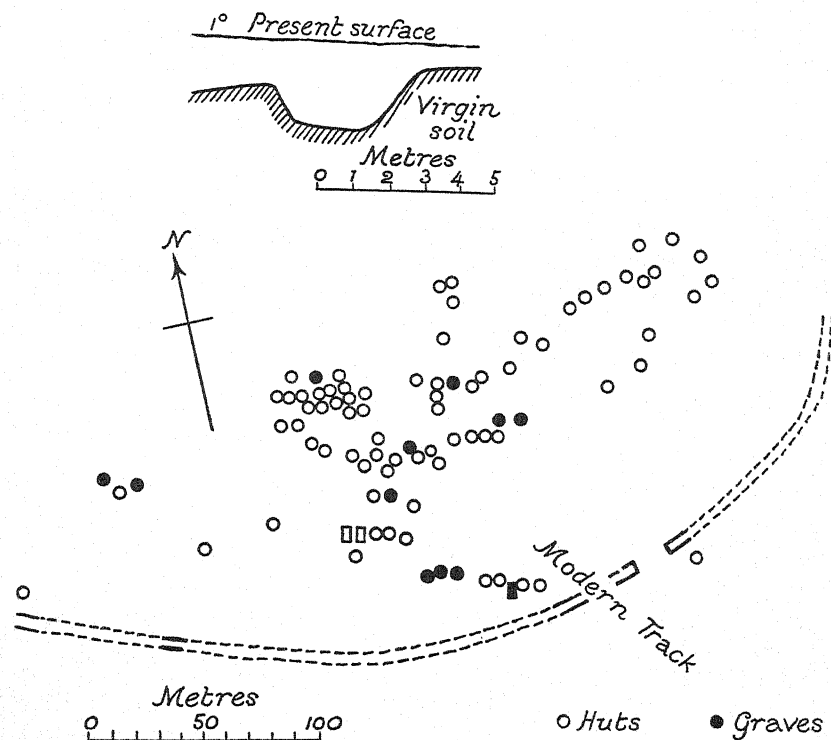 1° Present surface
Virgin
soil
Metres
0 1 2 3 4 5
N
Modern Track
Metres
0 50 100
Huts
Graves